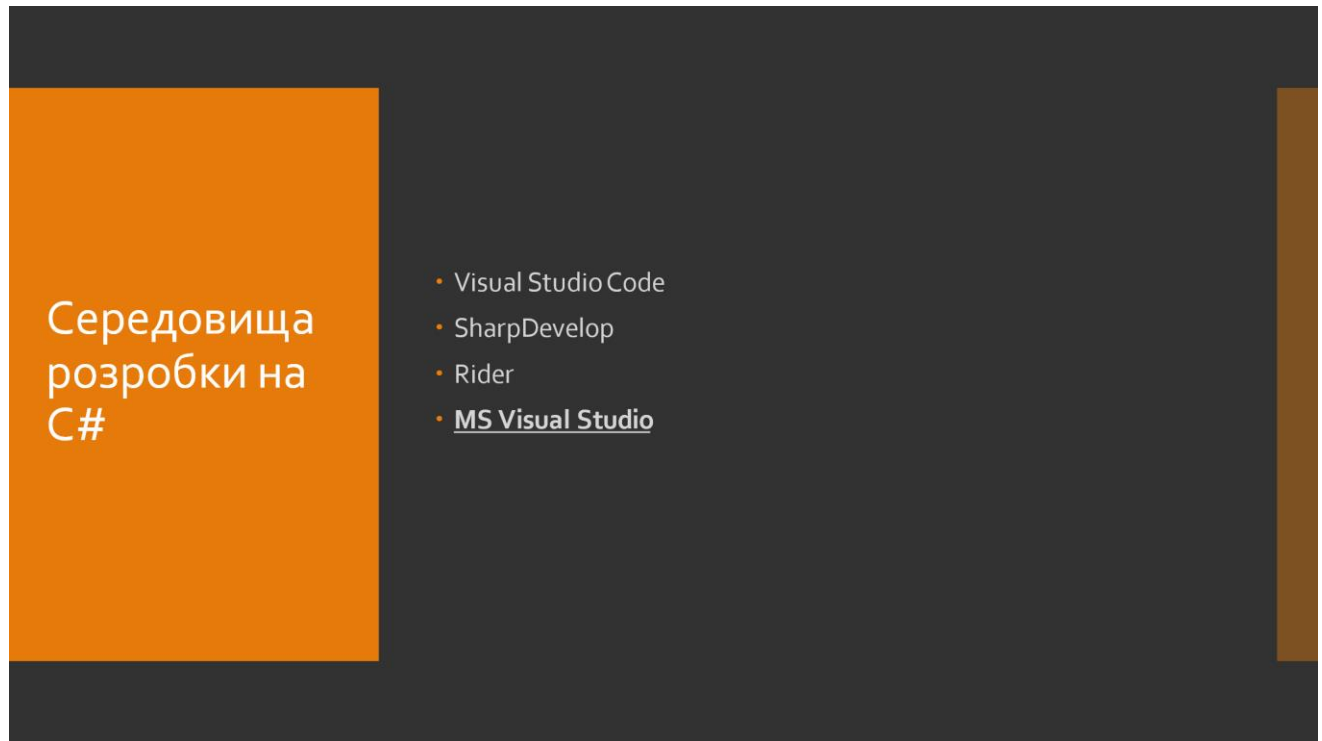 Середовища
розробки на
C#
• Visual Studio Code
• SharpDevelop
• Rider
• MS Visual Studio